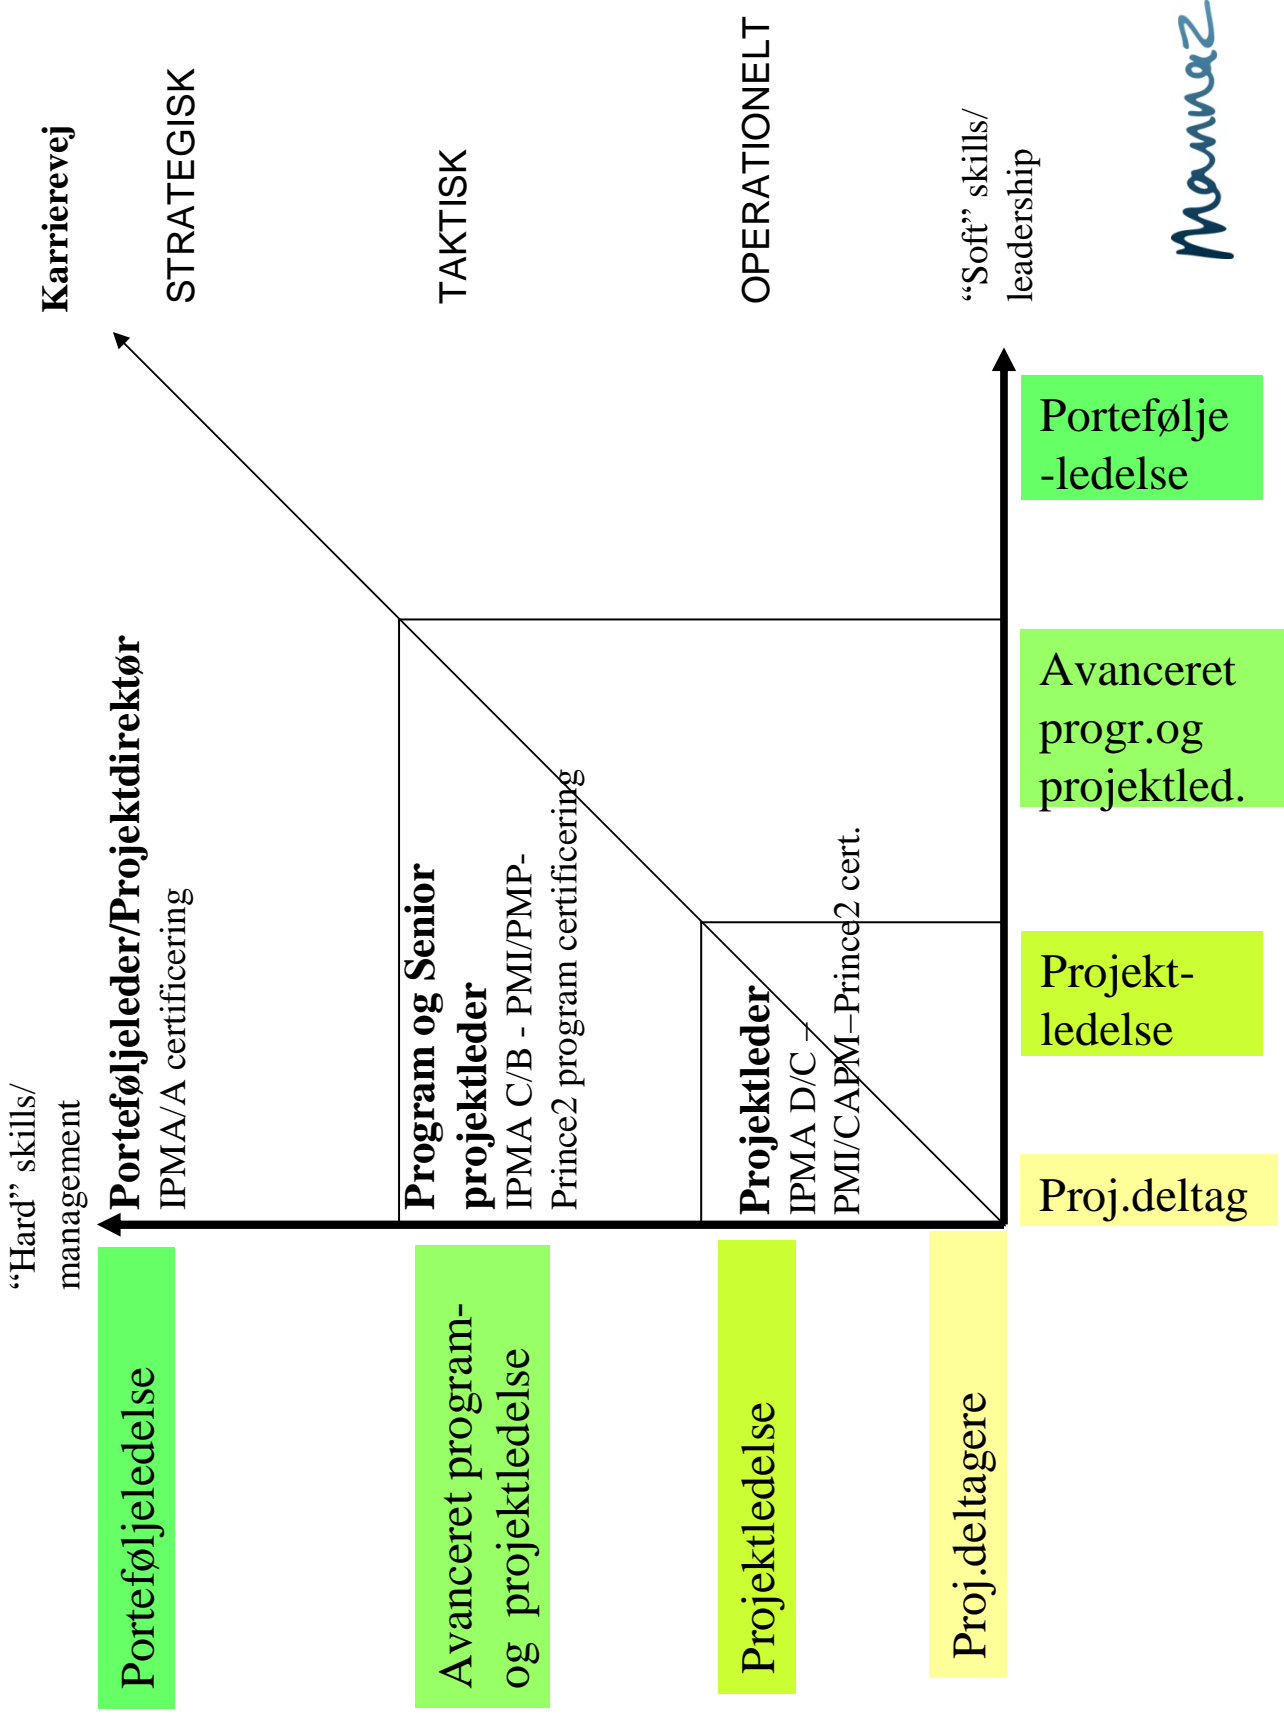 "Hard" skills/
management
Karrierevej
Porteføljeledelse
Porteføljeleder/Projektdirektør
IPMA/A certificering
STRATEGISK
Avanceret program-
og projektledelse
Program og Senior
projektleder
IPMA C/B - PMI/PMP-
Prince2 program certificering
TAKTISK
Projektledelse
Projektleder
IPMA D/C –
PMI/CAPM–Prince2 cert.
OPERATIONELT
Proj.deltagere
“Soft” skills/
leadership
Proj.deltag
Projekt-
ledelse
Avanceret
progr.og
projektled.
Portefølje
-ledelse
Mannaz